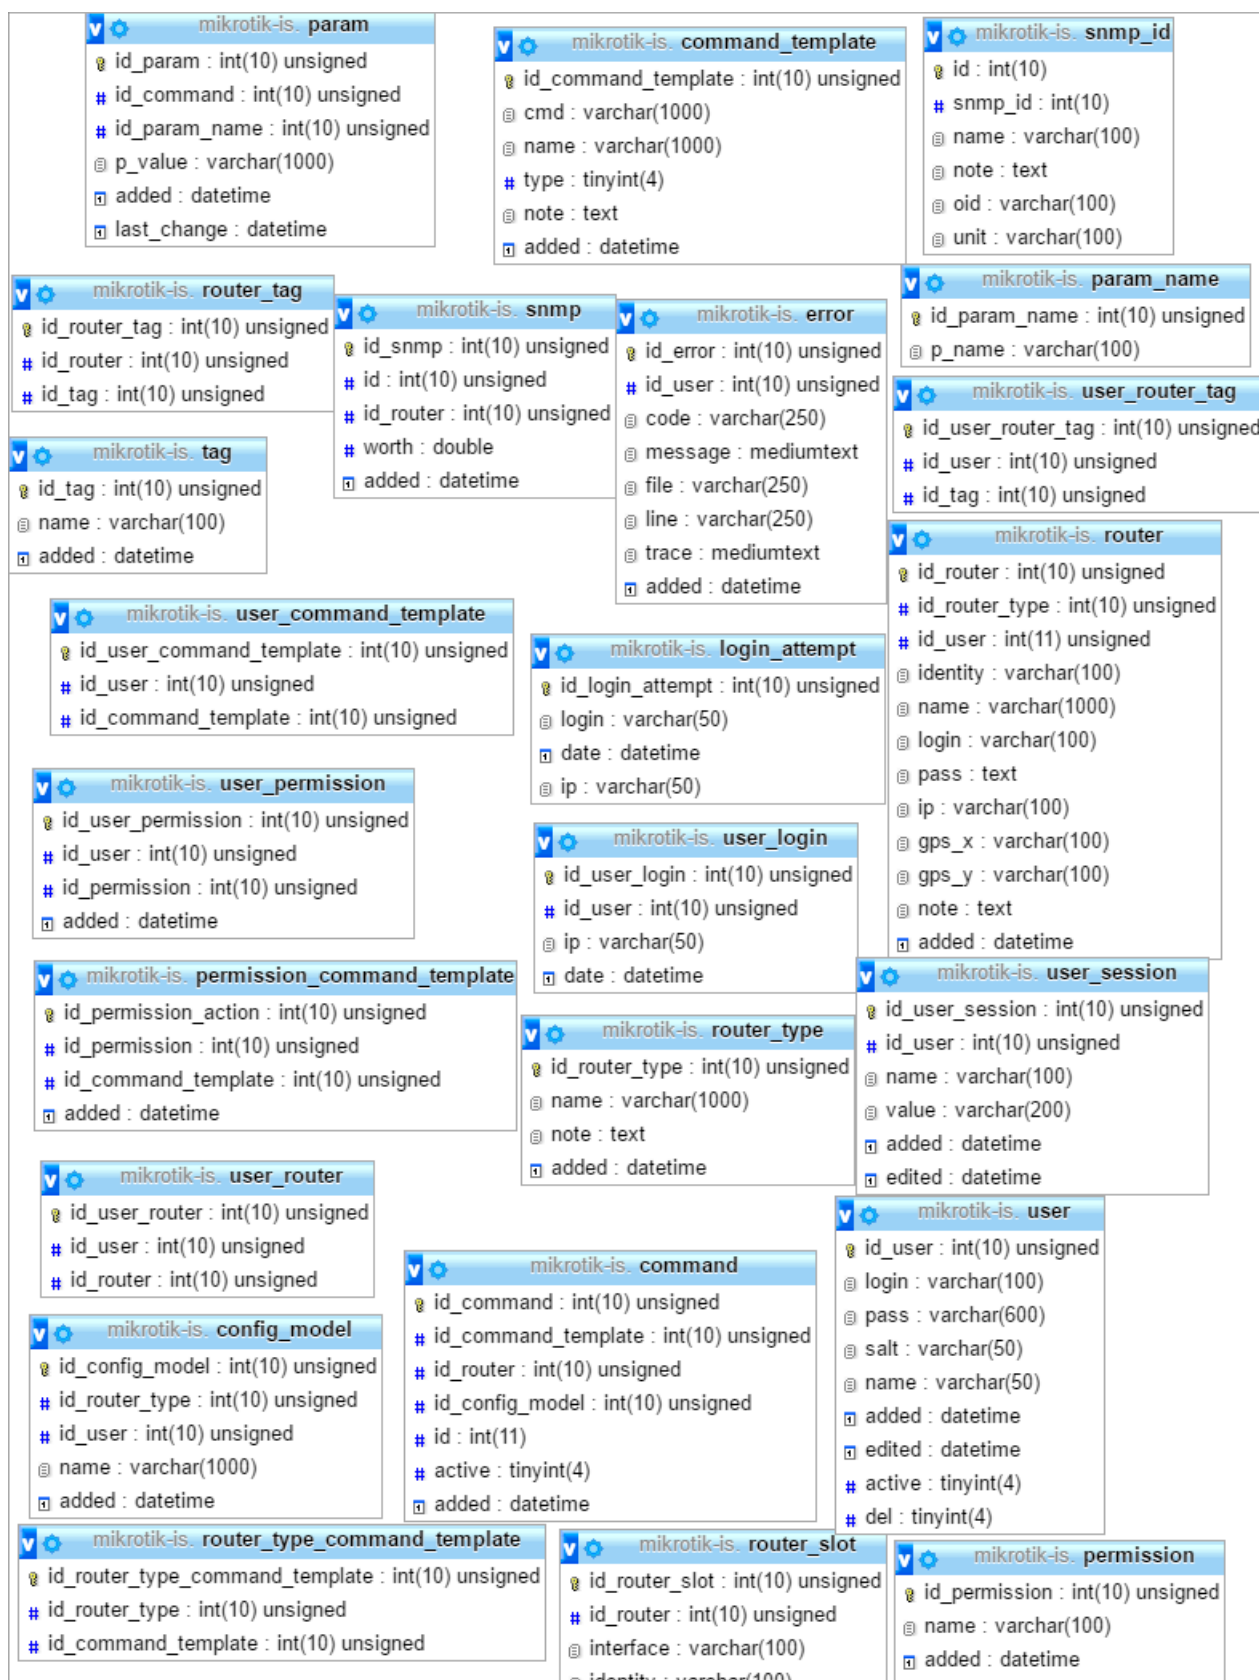 mikrotik-is. param
id_param : int(10) unsigned
id_command : int(10) unsigned
id_param_name : int(10) unsigned
p_value : varchar(1000)
added : datetime
last_change : datetime
mikrotik-is. command_template
id_command_template : int(10) unsigned
cmd : varchar(1000)
name : varchar(1000)
type : tinyint(4)
note : text
added : datetime
mikrotik-is. snmp_id
id : int(10)
snmp_id : int(10)
name : varchar(100)
note : text
oid : varchar(100)
unit : varchar(100)
mikrotik-is. router_tag
id_router_tag : int(10) unsigned
id_router : int(10) unsigned
id_tag : int(10) unsigned
mikrotik-is. snmp
id_snmp : int(10) unsigned
id : int(10) unsigned
id_router : int(10) unsigned
worth : double
added : datetime
mikrotik-is. error
id_error : int(10) unsigned
id_user : int(10) unsigned
code : varchar(250)
message : mediumtext
file : varchar(250)
line : varchar(250)
trace : mediumtext
added : datetime
mikrotik-is. param_name
id_param_name : int(10) unsigned
p_name : varchar(100)
mikrotik-is. user_router_tag
id_user_router_tag : int(10) unsigned
id_user : int(10) unsigned
id_tag : int(10) unsigned
mikrotik-is. tag
id_tag : int(10) unsigned
name : varchar(100)
added : datetime
mikrotik-is. router
id_router : int(10) unsigned
id_router_type : int(10) unsigned
id_user : int(11) unsigned
identity : varchar(100)
name : varchar(1000)
login : varchar(100)
pass : text
ip : varchar(100)
gps_x : varchar(100)
gps_y : varchar(100)
note : text
added : datetime
mikrotik-is. user_command_template
id_user_command_template : int(10) unsigned
id_user : int(10) unsigned
id_command_template : int(10) unsigned
mikrotik-is. login_attempt
id_login_attempt : int(10) unsigned
login : varchar(50)
date : datetime
ip : varchar(50)
mikrotik-is. user_permission
id_user_permission : int(10) unsigned
id_user : int(10) unsigned
id_permission : int(10) unsigned
added : datetime
mikrotik-is. user_login
id_user_login : int(10) unsigned
id_user : int(10) unsigned
ip : varchar(50)
date : datetime
mikrotik-is. permission_command_template
id_permission_action : int(10) unsigned
id_permission : int(10) unsigned
id_command_template : int(10) unsigned
added : datetime
mikrotik-is. router_type
id_router_type : int(10) unsigned
name : varchar(1000)
note : text
added : datetime
mikrotik-is. user_session
id_user_session : int(10) unsigned
id_user : int(10) unsigned
name : varchar(100)
value : varchar(200)
added : datetime
edited : datetime
mikrotik-is. user_router
id_user_router : int(10) unsigned
id_user : int(10) unsigned
id_router : int(10) unsigned
mikrotik-is. user
id_user : int(10) unsigned
login : varchar(100)
pass : varchar(600)
salt : varchar(50)
name : varchar(50)
added : datetime
edited : datetime
active : tinyint(4)
del : tinyint(4)
mikrotik-is. command
id_command : int(10) unsigned
id_command_template : int(10) unsigned
id_router : int(10) unsigned
id_config_model : int(10) unsigned
id : int(11)
active : tinyint(4)
added : datetime
mikrotik-is. config_model
id_config_model : int(10) unsigned
id_router_type : int(10) unsigned
id_user : int(10) unsigned
name : varchar(1000)
added : datetime
mikrotik-is. router_type_command_template
id_router_type_command_template : int(10) unsigned
id_router_type : int(10) unsigned
id_command_template : int(10) unsigned
mikrotik-is. router_slot
id_router_slot : int(10) unsigned
id_router : int(10) unsigned
interface : varchar(100)
identity : varchar(100)
mikrotik-is. permission
id_permission : int(10) unsigned
name : varchar(100)
added : datetime